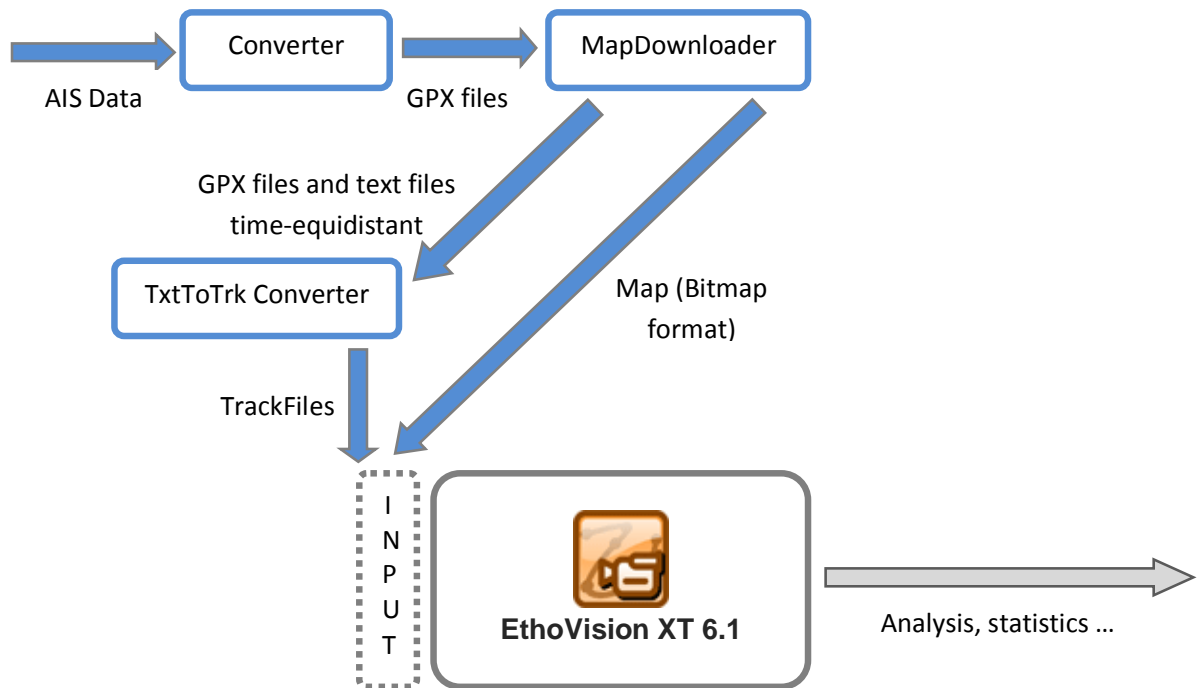 Converter
MapDownloader
AIS Data
GPX files
GPX files and text files
time-equidistant
TxtToTrk Converter
Map (Bitmap
format)
TrackFiles
I
N
P
U
T
EthoVision XT 6.1
Analysis, statistics ...